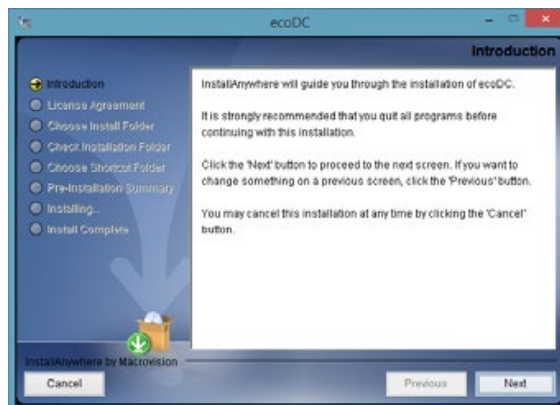 ecoDC
Introduction
Introduction
License Agreement
Choose Install Folder
Check Installation Folder
Choose Shortcut Folder
Pre-Installation Summary
Installing...
Install Complete
InstallAnywhere will guide you through the installation of ecoDC.
It is strongly recommended that you quit all programs before
continuing with this installation.
Click the 'Next' button to proceed to the next screen. If you want to
change something on a previous screen, click the 'Previous' button.
You may cancel this installation at any time by clicking the 'Cancel'
button.
InstallAnywhere by Macrovision
Cancel
Previous
Next